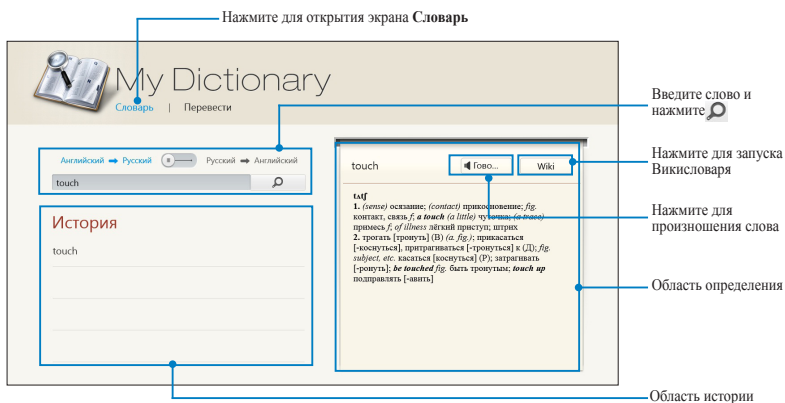 Нажмите для открытия экрана Словарь
My Dictionary
Словарь | Перевести
Английский ➡ Русский Русский ➡ Английский
touch
История
touch
touch
Гово...
Wiki
tʌtʃ
1. (sense) осязание; (contact) прикосновение; fig.
контакт, связь f; a touch (a little) чуточка; (a trace)
примесь f; of illness лёгкий приступ; штрих
2. трогать [тронуть] (В) (a. fig.); прикасаться
[-коснуться], притрагиваться [-тронуться] к (Д); fig.
subject, etc. касаться [коснуться] (Р); затрагивать
[-ронуть]; be touched fig. быть тронутым; touch up
подправлять [-авить]
Введите слово и
нажмите
Нажмите для запуска
Викисловаря
Нажмите для
произношения слова
Область определения
Область истории